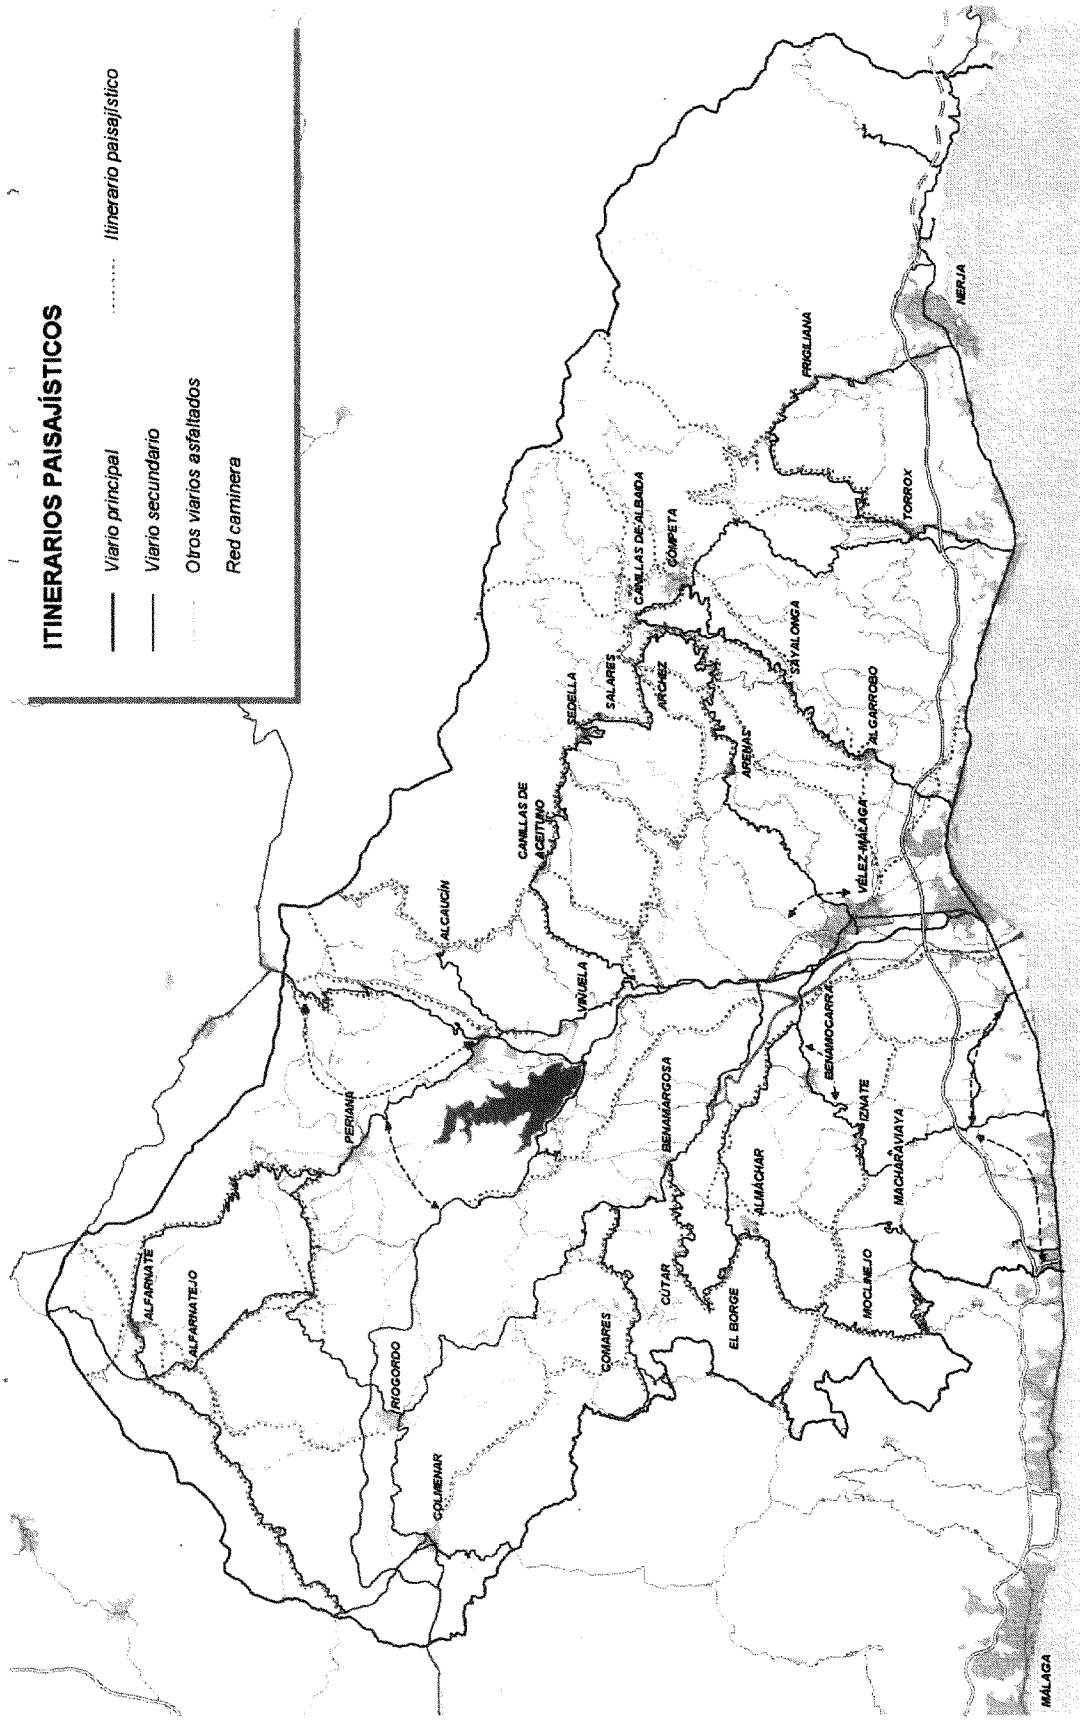 ITINERARIOS PAISAJÍSTICOS
Viario principal
Itinerario paisajístico
Viario secundario
Otros viarios asfaltados
Red caminera
ALFARNATE
ALFARNATEJO
PERIANA
RIOGORDO
COLMENAR
ALCAUCÍN
CANILLAS DE
ACEITUNO
SEDELLA
SALARES
CANILLAS DE ALBAIDA
COMPETA
ARCHEZ
VIÑUELA
COMARES
CÚTAR
BENAMARGOSA
ARENAS
SAYALONGA
FRIGILIANA
EL BORGE
ALMÁCHAR
BENAMOCARRA
VÉLEZ-MÁLAGA
ALGARROBO
TORROX
NERJA
IZNATE
MACHARAVIAYA
MOCLINEJO
MÁLAGA